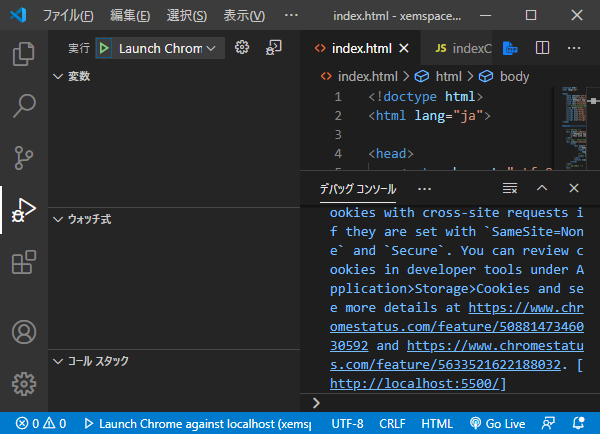 ファイル(F) 編集(E) 選択(S) 表示(V) ··· index.html - xemspace...
実行 Launch Chrom
変数
ウォッチ式
コール スタック
index.html JS indexC ···
index.html > html > body
1 <!doctype html>
2 <html lang="ja">
3
4 <head>
デバッグ コンソール ···
ookies with cross-site requests i
f they are set with `SameSite=Non
e` and `Secure`. You can review c
ookies in developer tools under A
pplication>Storage>Cookies and se
e more details at https://www.chr
omestatus.com/feature/50881473460
30592 and https://www.chromestatu
s.com/feature/5633521622188032. [
http://localhost:5500/]
>
0 0 Launch Chrome against localhost (xemsp UTF-8 CRLF HTML Go Live